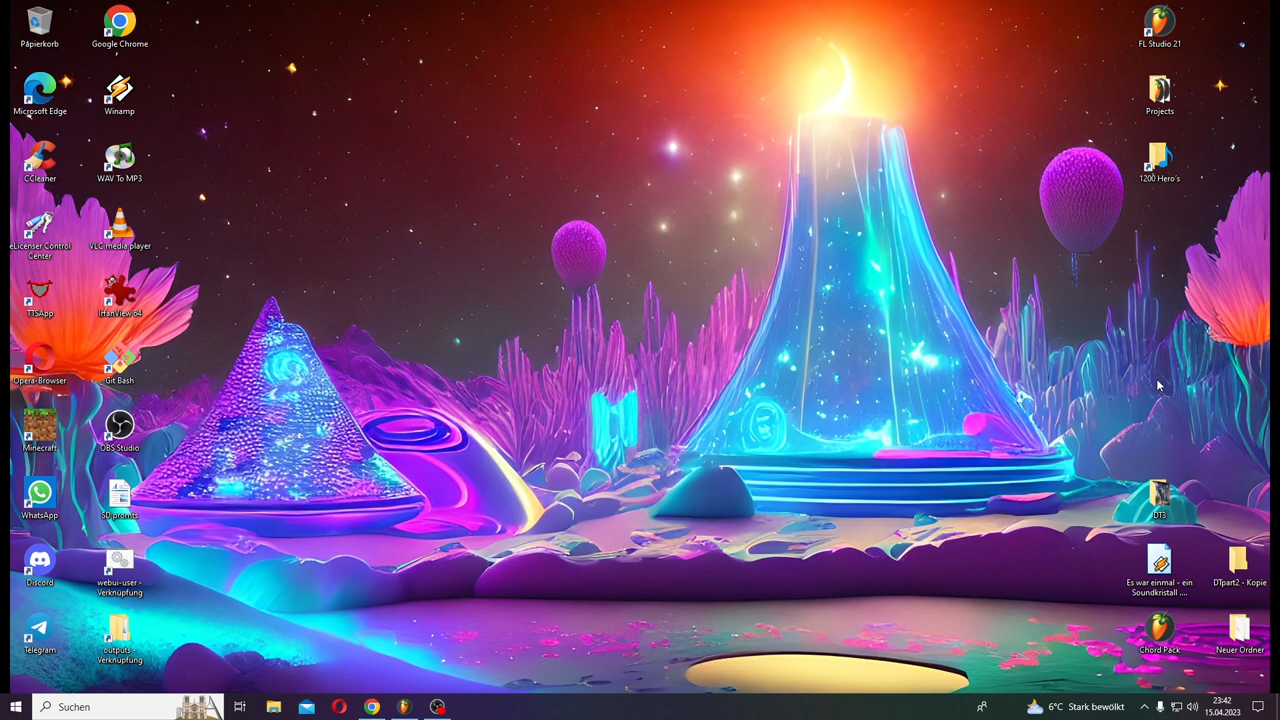 Papierkorb
Google Chrome
Microsoft Edge
Winamp
CCleaner
WAV To MP3
eLicenser Control
Center
VLC media player
TTSApp
IrfanView 64
Opera-Browser
Git Bash
Minecraft
OBS Studio
WhatsApp
SD promts
Discord
webui-user -
Verknüpfung
Telegram
outputs -
Verknüpfung
FL Studio 21
Projects
1200 Hero´s
DT3
Es war einmal - ein
Soundkristall ....
DTpart2 - Kopie
Chord Pack
Neuer Ordner
Suchen
6°C Stark bewölkt
23:42
15.04.2023